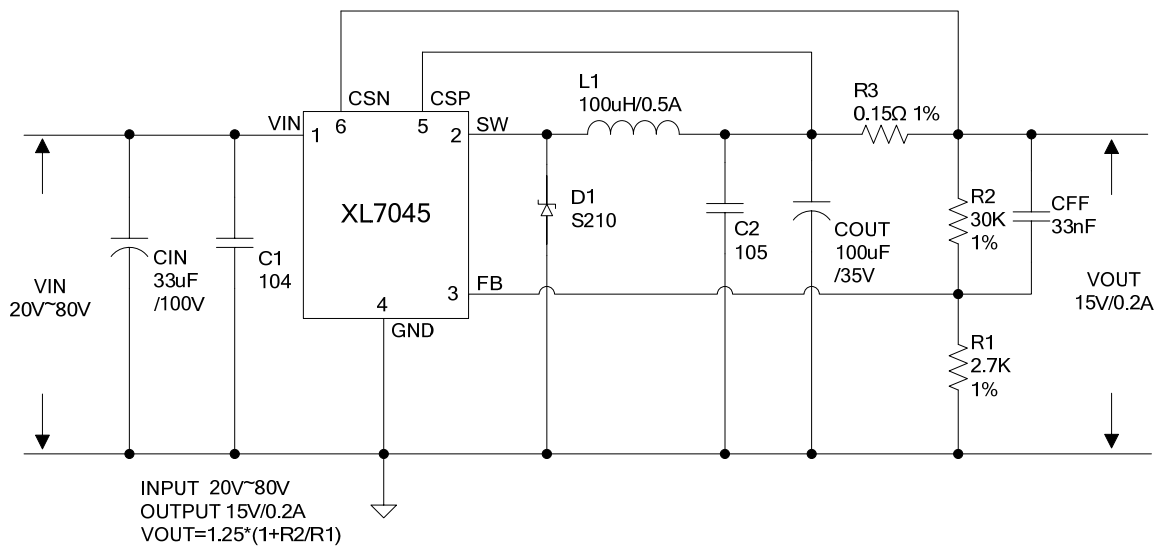 CSN
CSP
L1
100uH/0.5A
R3
0.15Ω 1%
VIN
1
6
5
2
SW
XL7045
D1
S210
R2
30K
1%
CFF
33nF
CIN
33uF
/100V
C1
104
C2
105
COUT
100uF
/35V
VIN
20V~80V
VOUT
15V/0.2A
3
FB
4
GND
R1
2.7K
1%
INPUT 20V~80V
OUTPUT 15V/0.2A
VOUT=1.25*(1+R2/R1)